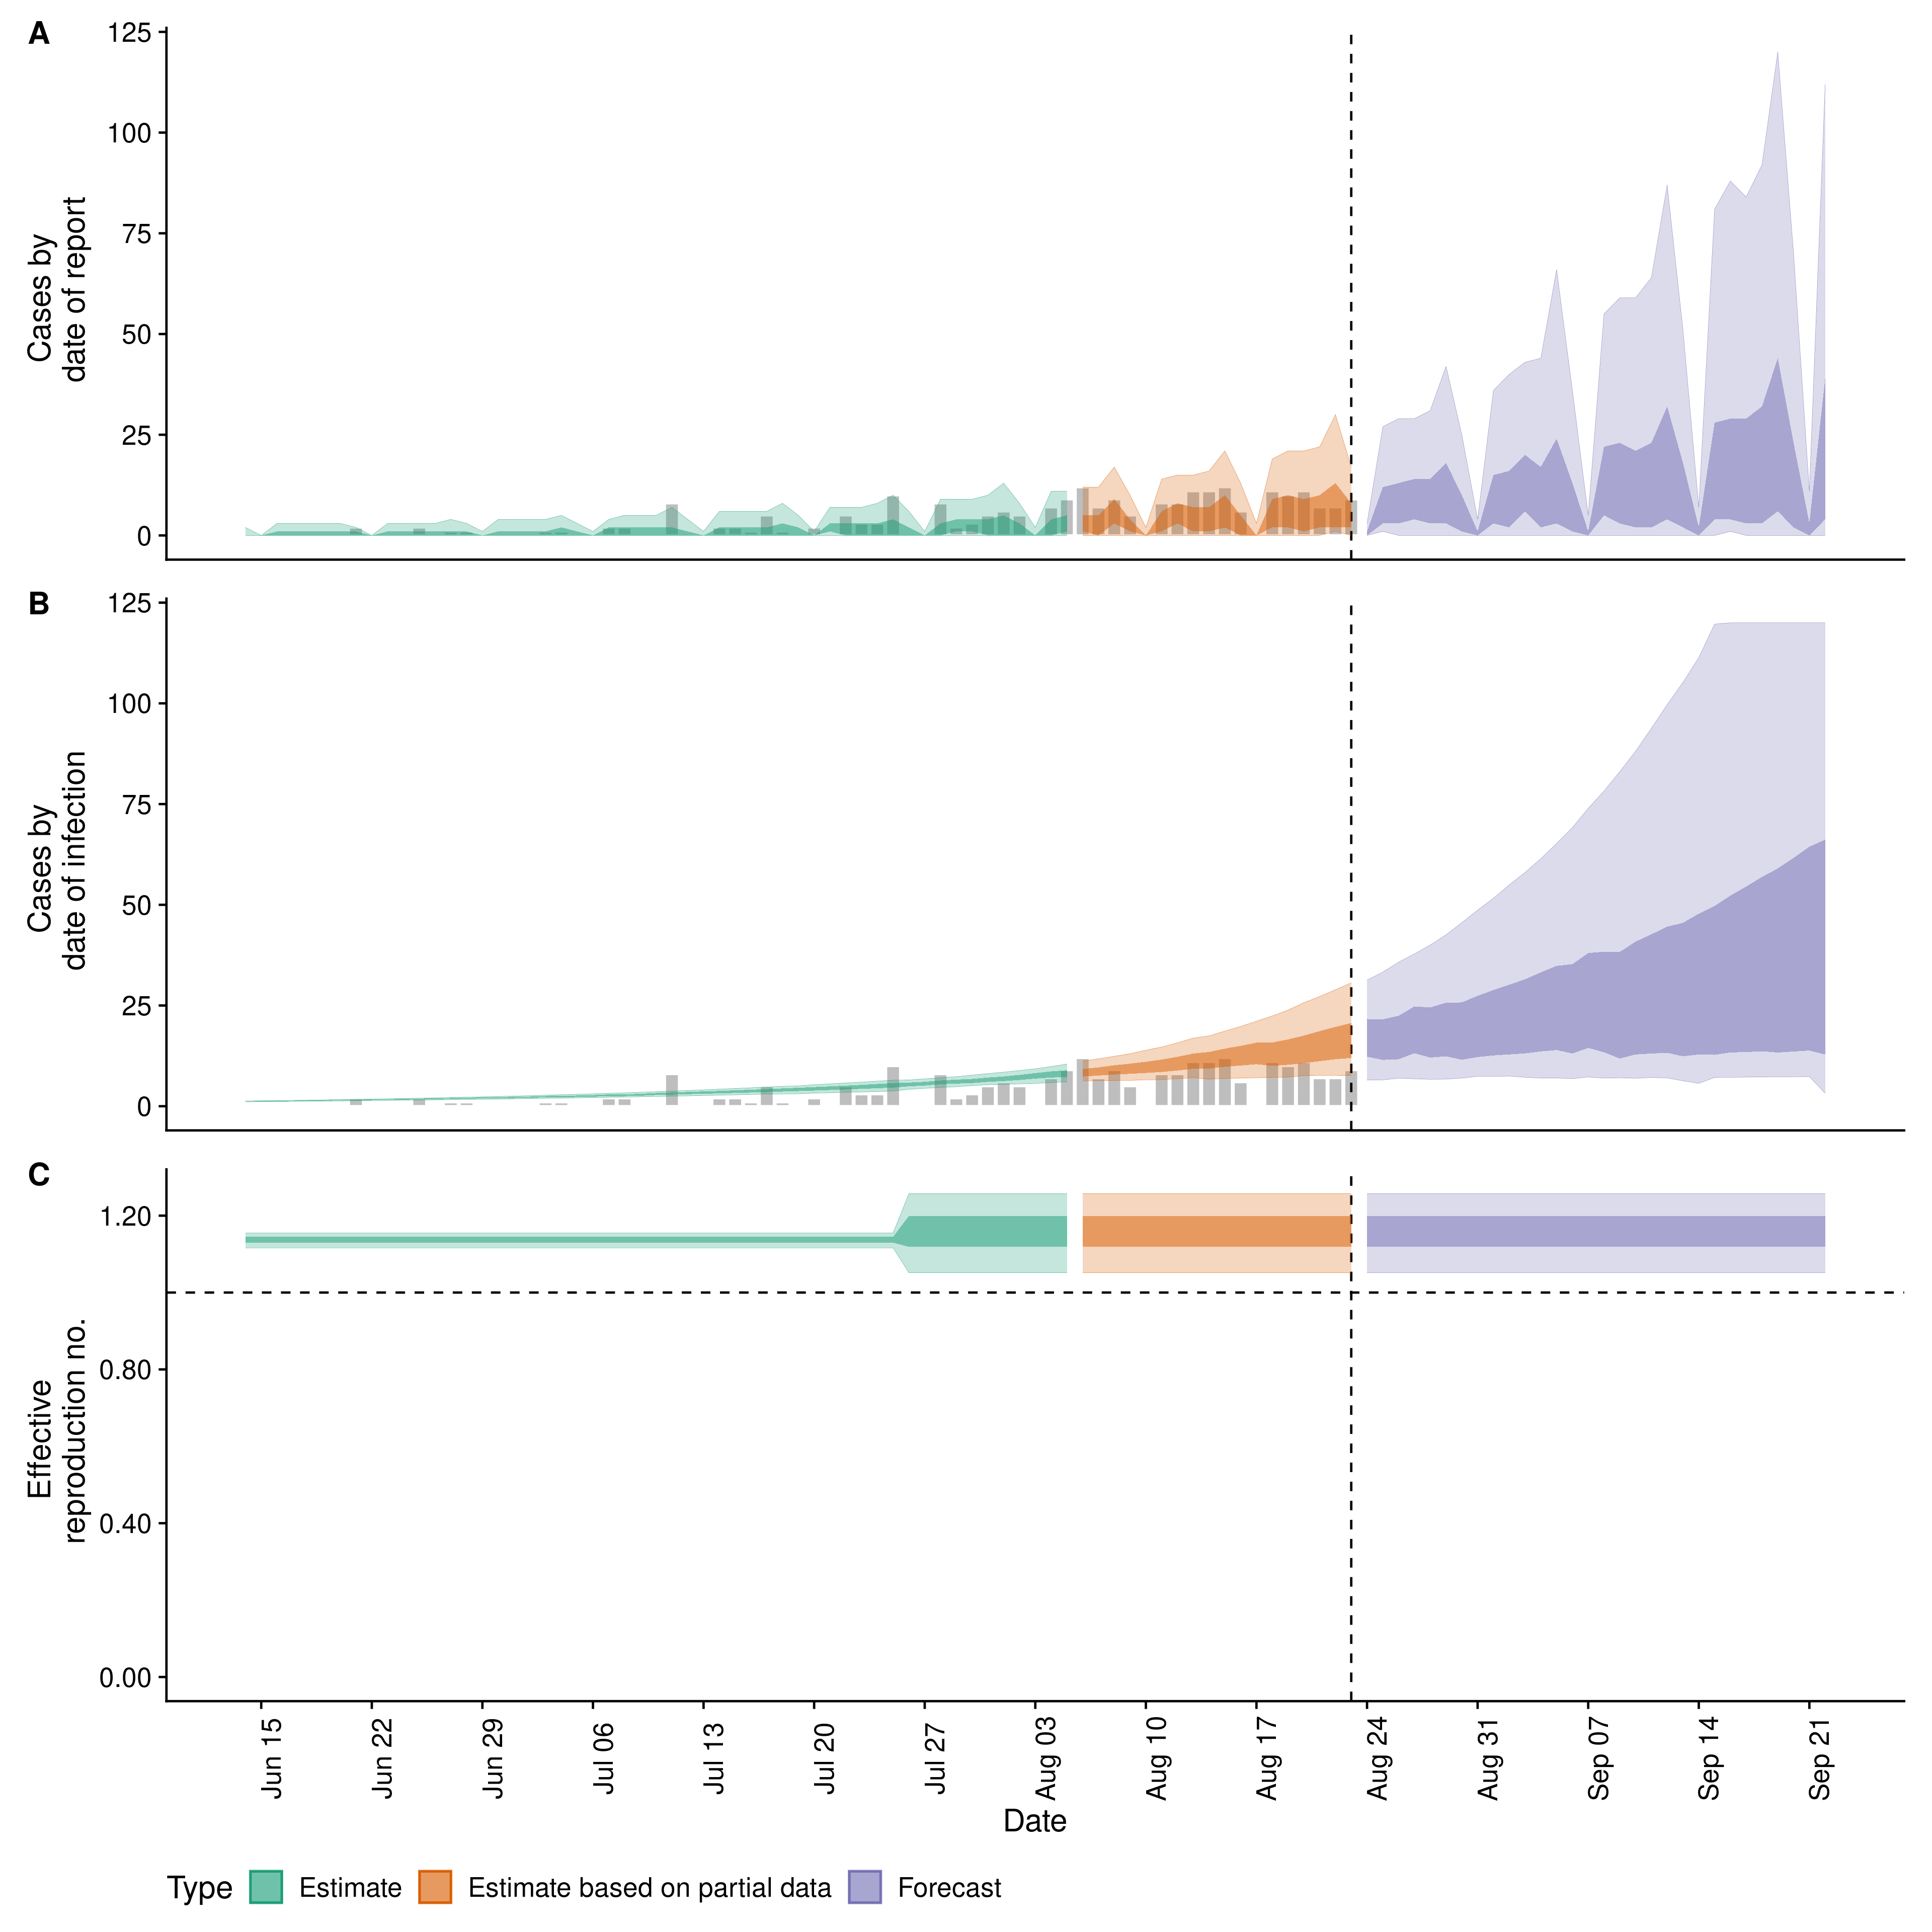 A
125
100
75
50
25
0
Cases by
date of report
B
125
100
75
50
25
0
Cases by
date of infection
C
1.20
0.80
0.40
0.00
Effective
reproduction no.
Jun 15
Jun 22
Jun 29
Jul 06
Jul 13
Jul 20
Jul 27
Aug 03
Aug 10
Aug 17
Aug 24
Aug 31
Sep 07
Sep 14
Sep 21
Date
Type Estimate Estimate based on partial data Forecast